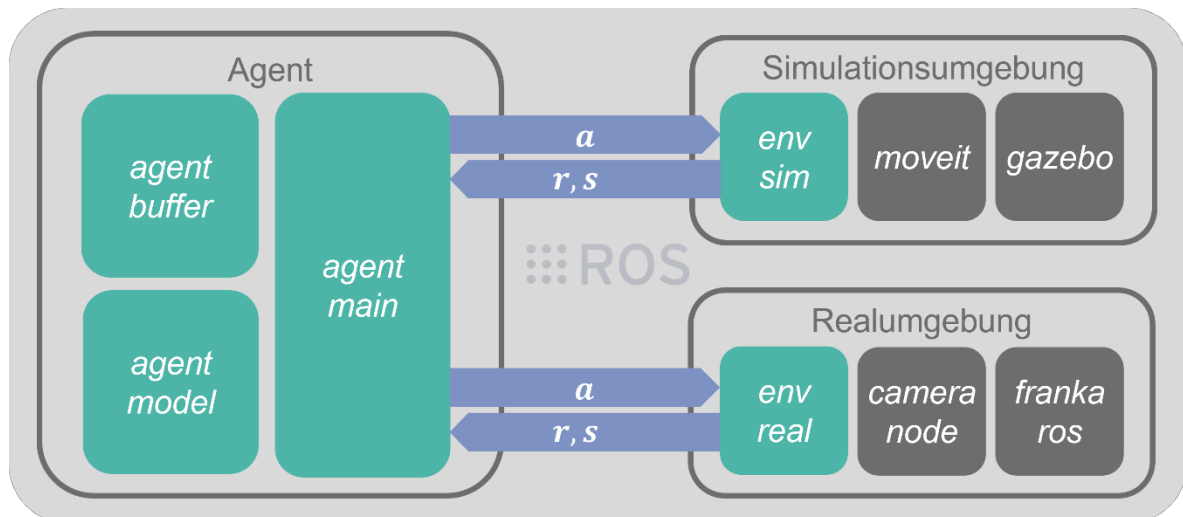 Agent
agent
buffer
agent
model
agent
main
a
r, s
a
r, s
ROS
Simulationsumgebung
env
sim
moveit
gazebo
Realumgebung
env
real
camera
node
franka
ros